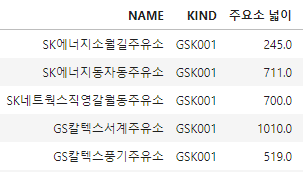 NAME KIND 주요소 넓이
SK에너지소월길주유소 GSK001 245.0
SK에너지동자동주유소 GSK001 711.0
SK네트웍스직영갈월동주유소 GSK001 700.0
GS칼텍스서계주유소 GSK001 1010.0
GS칼텍스풍기주유소 GSK001 519.0